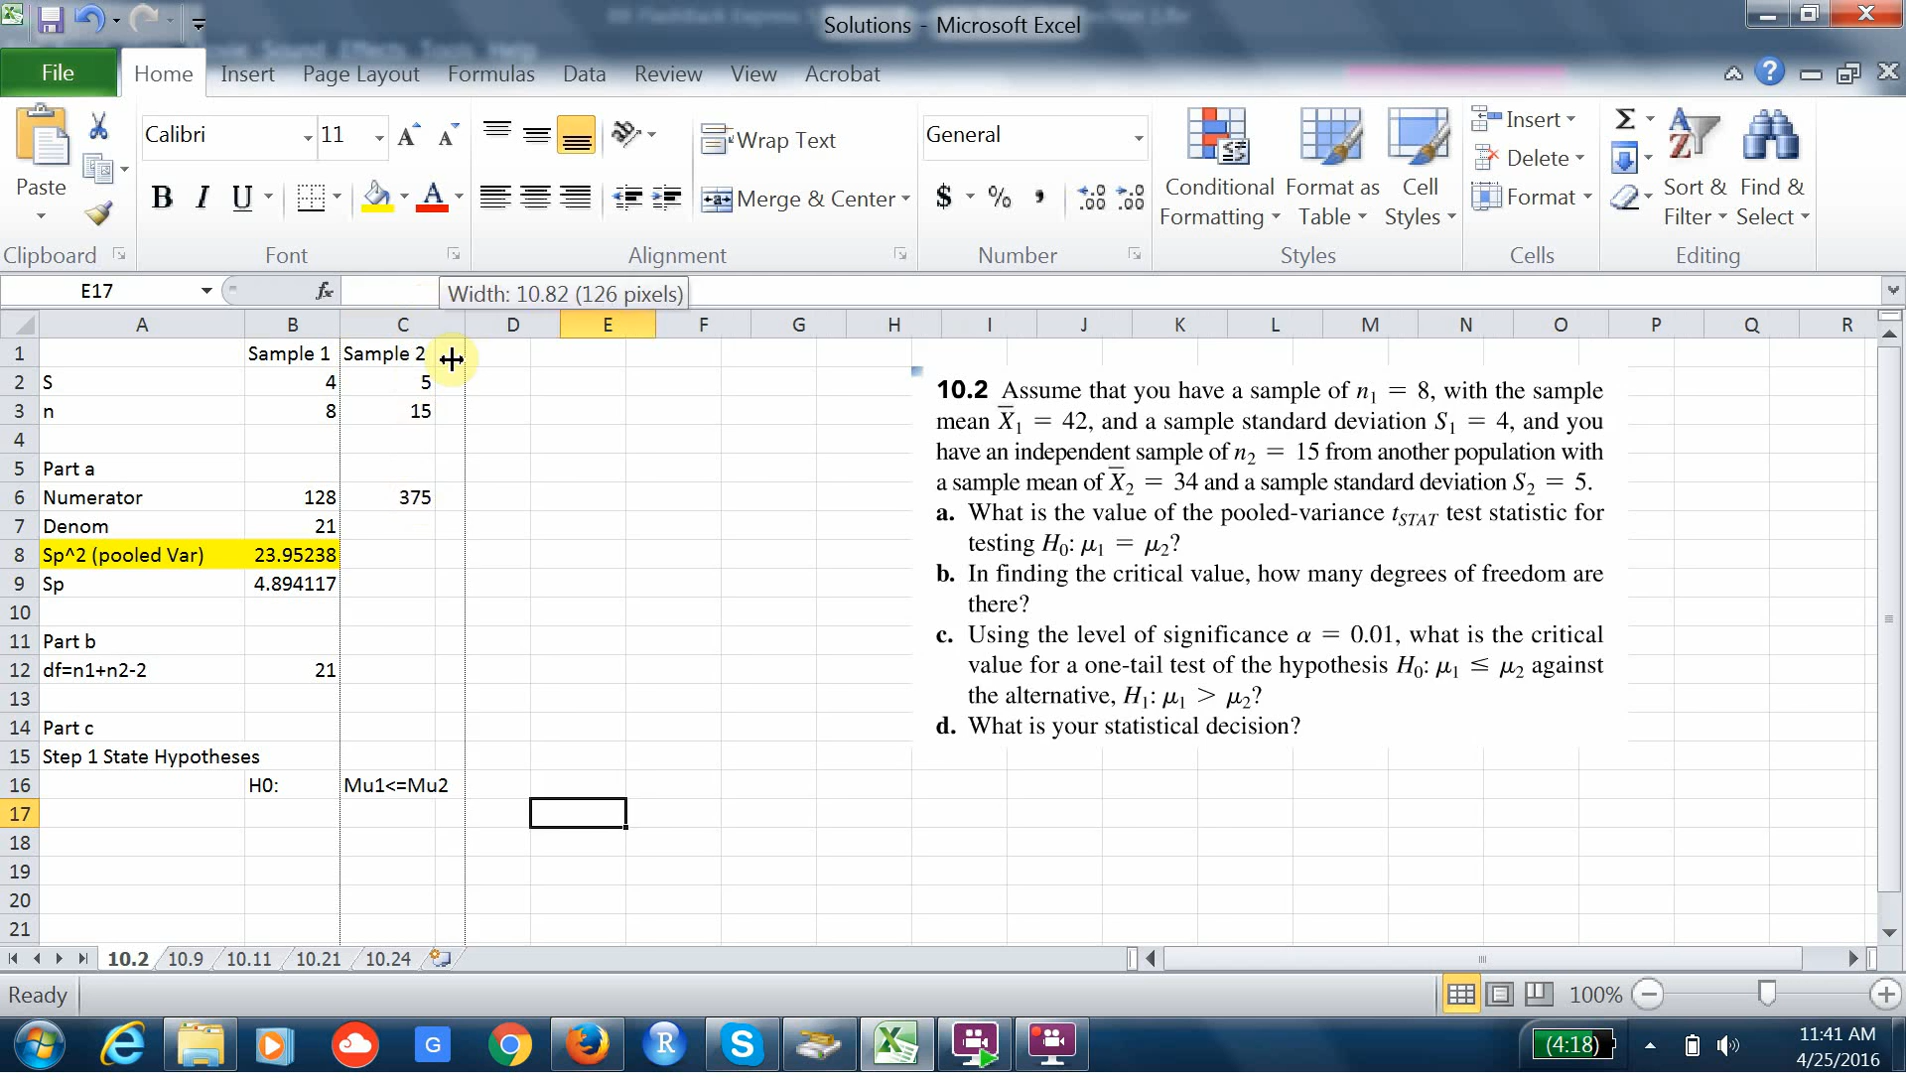 Solutions - Microsoft Excel
File Home Insert Page Layout Formulas Data Review View Acrobat
Calibri 11 Wrap Text General Insert
Delete
Paste B I U Merge & Center $ % Conditional Formatting Format as Table Cell Styles Format Sort & Filter Find & Select
Clipboard Font Alignment Number Styles Cells Editing
E17 fx Width: 10.82 (126 pixels)
A B C D E F G H I J K L M N O P Q R
1 Sample 1 Sample 2
2 S 4 5
3 n 8 15
4
5 Part a
6 Numerator 128 375
7 Denom 21
8 Sp^2 (pooled Var) 23.95238
9 Sp 4.894117
10
11 Part b
12 df=n1+n2-2 21
13
14 Part c
15 Step 1 State Hypotheses
16 H0: Mu1<=Mu2
17
18
19
20
21
10.2 Assume that you have a sample of n₁ = 8, with the sample
mean X̄₁ = 42, and a sample standard deviation S₁ = 4, and you
have an independent sample of n₂ = 15 from another population with
a sample mean of X̄₂ = 34 and a sample standard deviation S₂ = 5.
a. What is the value of the pooled-variance tSTAT test statistic for
testing H₀: μ₁ = μ₂?
b. In finding the critical value, how many degrees of freedom are
there?
c. Using the level of significance α = 0.01, what is the critical
value for a one-tail test of the hypothesis H₀: μ₁ ≤ μ₂ against
the alternative, H₁: μ₁ > μ₂?
d. What is your statistical decision?
10.2 10.9 10.11 10.21 10.24
Ready 100%
(4:18) 11:41 AM
4/25/2016